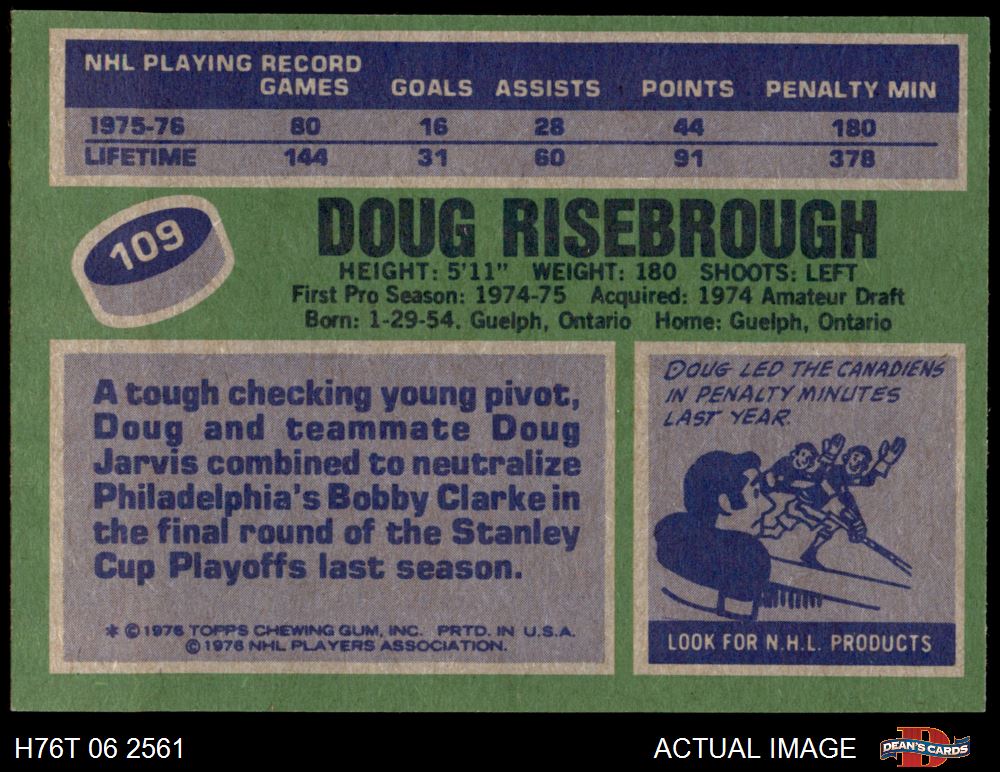 NHL PLAYING RECORD
GAMES GOALS ASSISTS POINTS PENALTY MIN
1975-76 80 16 28 44 180
LIFETIME 144 31 60 91 378
109
DOUG RISEBROUGH
HEIGHT: 5'11" WEIGHT: 180 SHOOTS: LEFT
First Pro Season: 1974-75 Acquired: 1974 Amateur Draft
Born: 1-29-54. Guelph, Ontario Home: Guelph, Ontario
A tough checking young pivot,
Doug and teammate Doug
Jarvis combined to neutralize
Philadelphia's Bobby Clarke in
the final round of the Stanley
Cup Playoffs last season.
* © 1976 TOPPS CHEWING GUM, INC. PRTD. IN U.S.A.
© 1976 NHL PLAYERS ASSOCIATION.
DOUG LED THE CANADIENS
IN PENALTY MINUTES
LAST YEAR.
LOOK FOR N.H.L. PRODUCTS
H76T 06 2561
ACTUAL IMAGE
D
DEAN'S CARDS